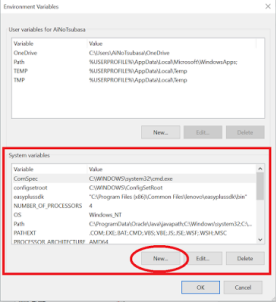 Environment Variables
User variables for AiNoTsubasa
Variable Value
OneDrive C:\Users\AiNoTsubasa\OneDrive
Path %USERPROFILE%\AppData\Local\Microsoft\WindowsApps;
TEMP %USERPROFILE%\AppData\Local\Temp
TMP %USERPROFILE%\AppData\Local\Temp
New... Edit... Delete
System variables
Variable Value
ComSpec C:\WINDOWS\system32\cmd.exe
configsetroot C:\WINDOWS\ConfigSetRoot
easyplussdk "C:\Program Files (x86)\Common Files\lenovo\easyplussdk\bin"
NUMBER_OF_PROCESSORS 4
OS Windows_NT
Path C:\ProgramData\Oracle\Java\javapath;C:\WINDOWS\system32;C:\...
PATHEXT .COM;.EXE;.BAT;.CMD;.VBS;.VBE;.JS;.JSE;.WSF;.WSH;.MSC
PROCESSOR_ARCHITECTURE AMD64
New... Edit... Delete
OK Cancel